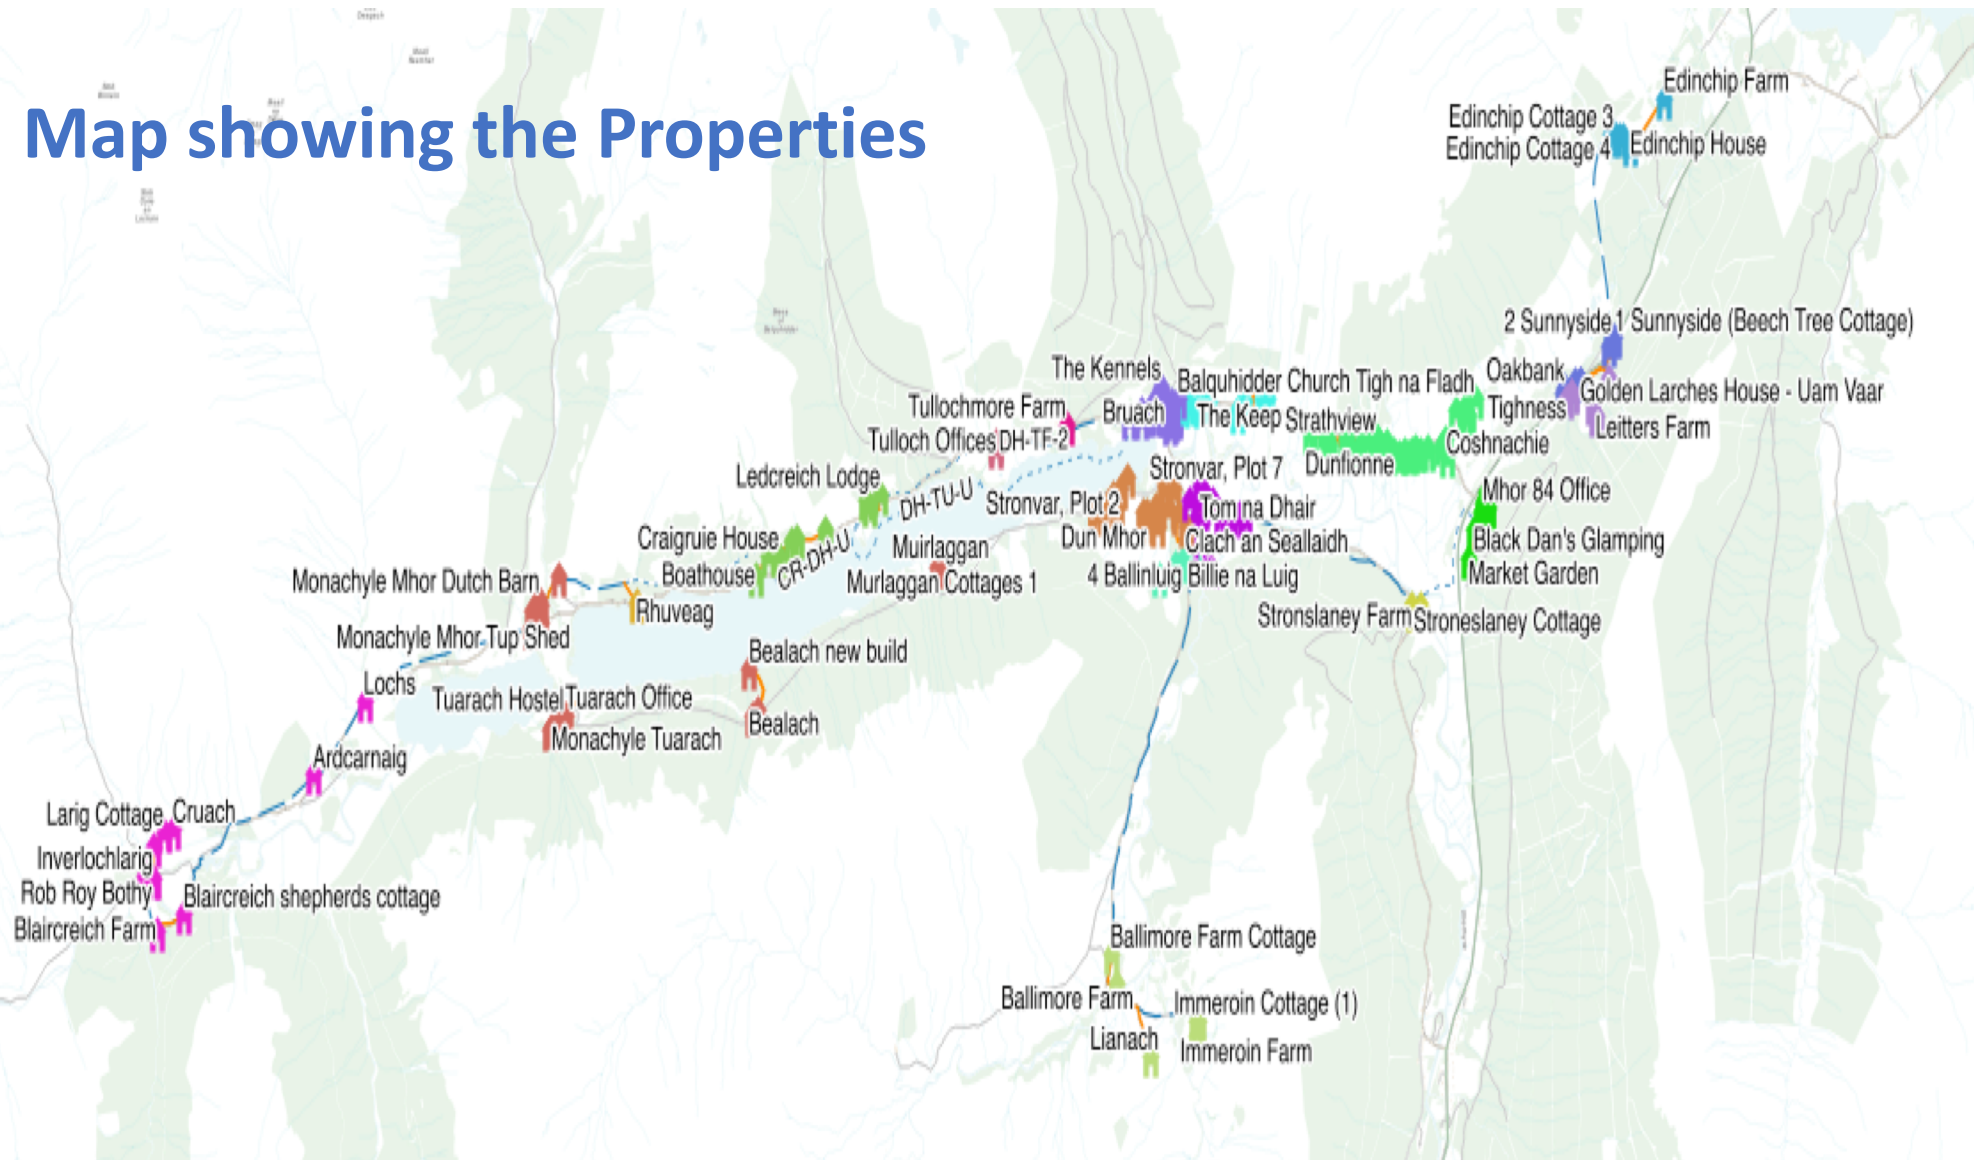 Map showing the Properties
Edinchip Farm
Edinchip Cottage 3
Edinchip Cottage 4
Edinchip House
2 Sunnyside
1 Sunnyside (Beech Tree Cottage)
Oakbank
Golden Larches House - Uam Vaar
Tighness
Leitters Farm
The Kennels
Balquhidder Church
Tigh na Fladh
Tullochmore Farm
Bruach
The Keep
Strathview
Tulloch Offices
DH-TF-2
Coshnachie
Dunfionne
Ledcreich Lodge
DH-TU-U
Stronvar, Plot 7
Stronvar, Plot 2
Tom na Dhair
Mhor 84 Office
Craigruie House
CR-DH-U
Muirlaggan
Dun Mhor
Clach an Seallaidh
Black Dan's Glamping
Monachyle Mhor Dutch Barn
Boathouse
Murlaggan Cottages 1
4 Ballinluig
Billie na Luig
Market Garden
Rhuveag
Stronslaney Farm
Stroneslaney Cottage
Monachyle Mhor Tup Shed
Bealach new build
Lochs
Tuarach Hostel
Tuarach Office
Monachyle Tuarach
Bealach
Ardcarnaig
Larig Cottage
Cruach
Inverlochlarig
Rob Roy Bothy
Blaircreich shepherds cottage
Blaircreich Farm
Ballimore Farm Cottage
Ballimore Farm
Immeroin Cottage (1)
Lianach
Immeroin Farm